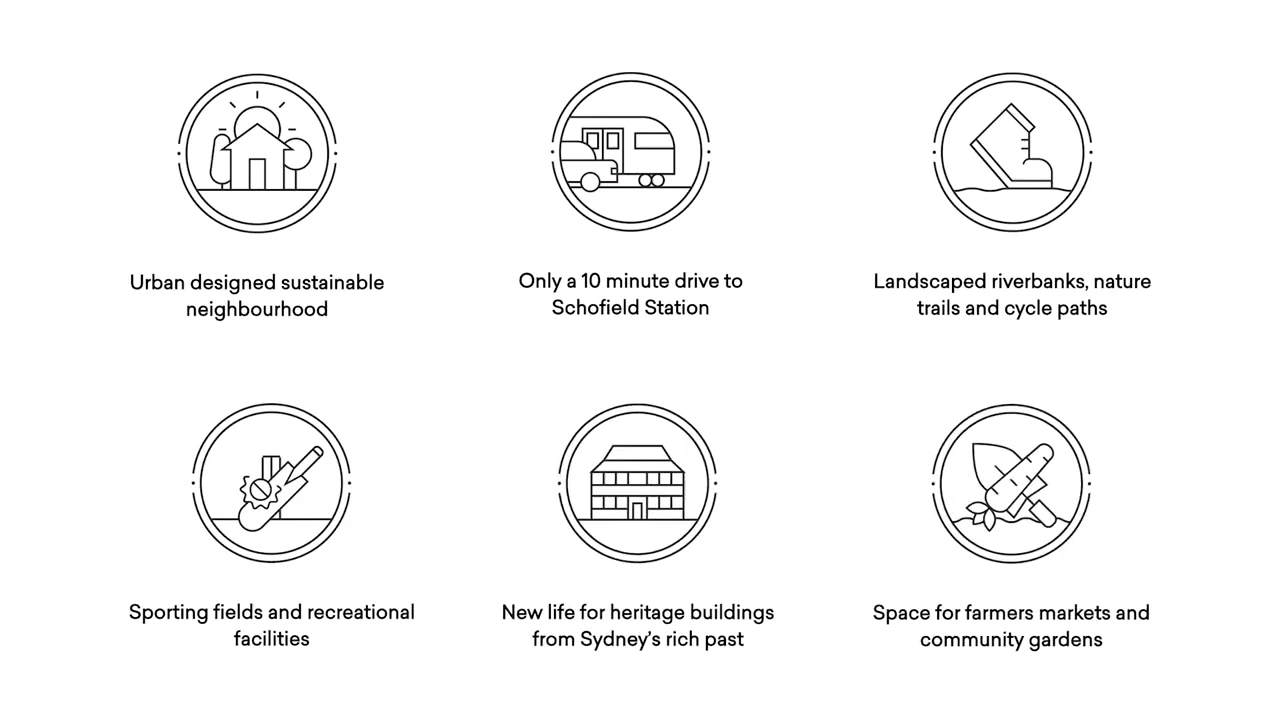 Urban designed sustainable
neighbourhood
Only a 10 minute drive to
Schofield Station
Landscaped riverbanks, nature
trails and cycle paths
Sporting fields and recreational
facilities
New life for heritage buildings
from Sydney's rich past
Space for farmers markets and
community gardens